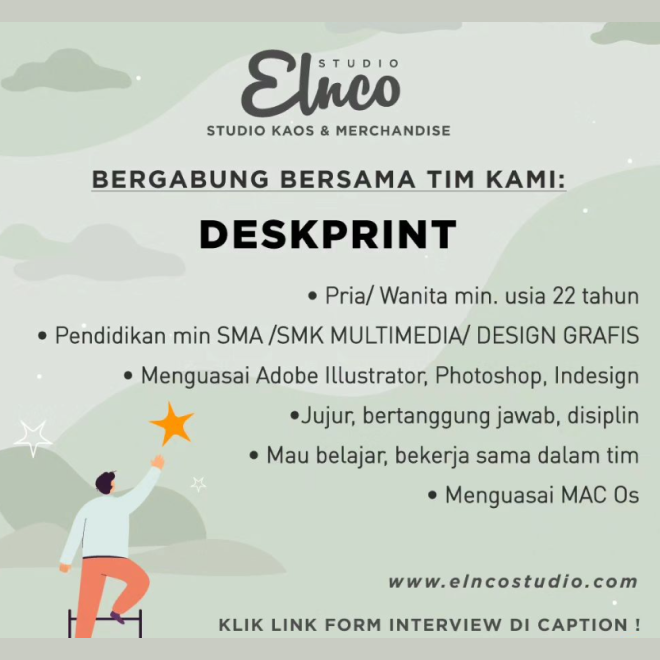 STUDIO
Elnco
STUDIO KAOS & MERCHANDISE
BERGABUNG BERSAMA TIM KAMI:
DESKPRINT
• Pria/ Wanita min. usia 22 tahun
• Pendidikan min SMA /SMK MULTIMEDIA/ DESIGN GRAFIS
• Menguasai Adobe Illustrator, Photoshop, Indesign
•Jujur, bertanggung jawab, disiplin
• Mau belajar, bekerja sama dalam tim
• Menguasai MAC Os
www.elncostudio.com
KLIK LINK FORM INTERVIEW DI CAPTION !